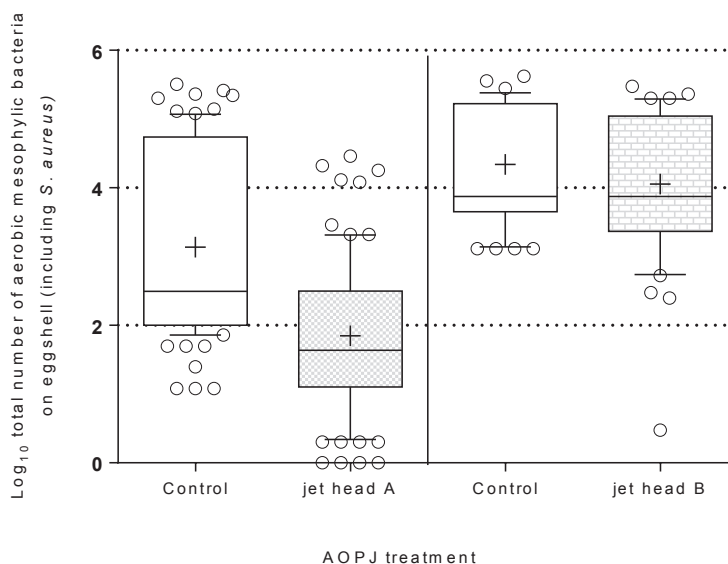 Log10 total number of aerobic mesophylic bacteria
on eggshell (including S. aureus)
6
4
2
0
Control
jet head A
Control
jet head B
AOPJ treatment